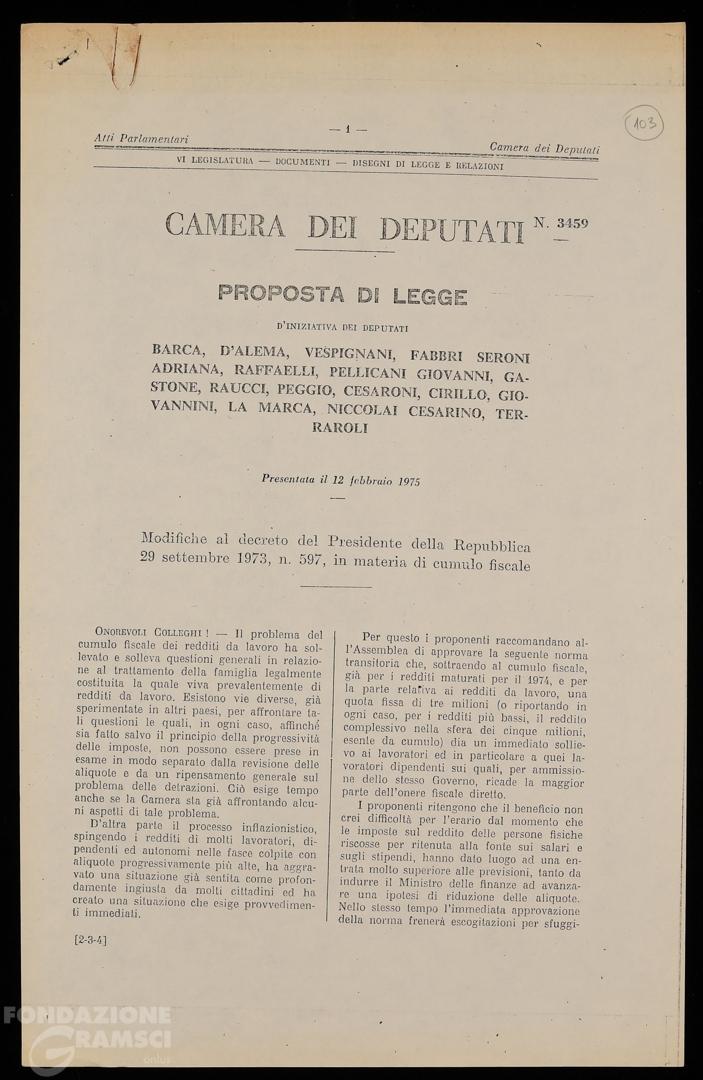 — 1 —
103
Atti Parlamentari
Camera dei Deputati
VI LEGISLATURA — DOCUMENTI — DISEGNI DI LEGGE E RELAZIONI
CAMERA DEI DEPUTATI N. 3459
PROPOSTA DI LEGGE
D'INIZIATIVA DEI DEPUTATI
BARCA, D'ALEMA, VESPIGNANI, FABBRI SERONI
ADRIANA, RAFFAELLI, PELLICANI GIOVANNI, GA-
STONE, RAUCCI, PEGGIO, CESARONI, CIRILLO, GIO-
VANNINI, LA MARCA, NICCOLAI CESARINO, TER-
RAROLI
Presentata il 12 febbraio 1975
Modifiche al decreto del Presidente della Repubblica
29 settembre 1973, n. 597, in materia di cumulo fiscale
ONOREVOLI COLLEGHI ! — Il problema del
cumulo fiscale dei redditi da lavoro ha sol-
levato e solleva questioni generali in relazio-
ne al trattamento della famiglia legalmente
costituita la quale viva prevalentemente di
redditi da lavoro. Esistono vie diverse, già
sperimentate in altri paesi, per affrontare ta-
li questioni le quali, in ogni caso, affinché
sia fatto salvo il principio della progressività
delle imposte, non possono essere prese in
esame in modo separato dalla revisione delle
aliquote e da un ripensamento generale sul
problema delle detrazioni. Ciò esige tempo
anche se la Camera sta già affrontando alcu-
ni aspetti di tale problema.
D'altra parte il processo inflazionistico,
spingendo i redditi di molti lavoratori, di-
pendenti ed autonomi nelle fasce colpite con
aliquote progressivamente più alte, ha aggra-
vato una situazione già sentita come profon-
damente ingiusta da molti cittadini ed ha
creato una situazione che esige provvedimen-
ti immediati.
[2-3-4]
Per questo i proponenti raccomandano al-
l'Assemblea di approvare la seguente norma
transitoria che, sottraendo al cumulo fiscale,
già per i redditi maturati per il 1974, e per
la parte relativa ai redditi da lavoro, una
quota fissa di tre milioni (o riportando in
ogni caso, per i redditi più bassi, il reddito
complessivo nella sfera dei cinque milioni,
esente da cumulo) dia un immediato sollie-
vo ai lavoratori ed in particolare a quei la-
voratori dipendenti sui quali, per ammissio-
ne dello stesso Governo, ricade la maggior
parte dell'onere fiscale diretto.
I proponenti ritengono che il beneficio non
crei difficoltà per l'erario dal momento che
le imposte sul reddito delle persone fisiche
riscosse per ritenuta alla fonte sui salari e
sugli stipendi, hanno dato luogo ad una en-
trata molto superiore alle previsioni, tanto da
indurre il Ministro delle finanze ad avanza-
re una ipotesi di riduzione delle aliquote.
Nello stesso tempo l'immediata approvazione
della norma frenerà escogitazioni per sfuggi-
FONDAZIONE
GRAMSCI
onlus